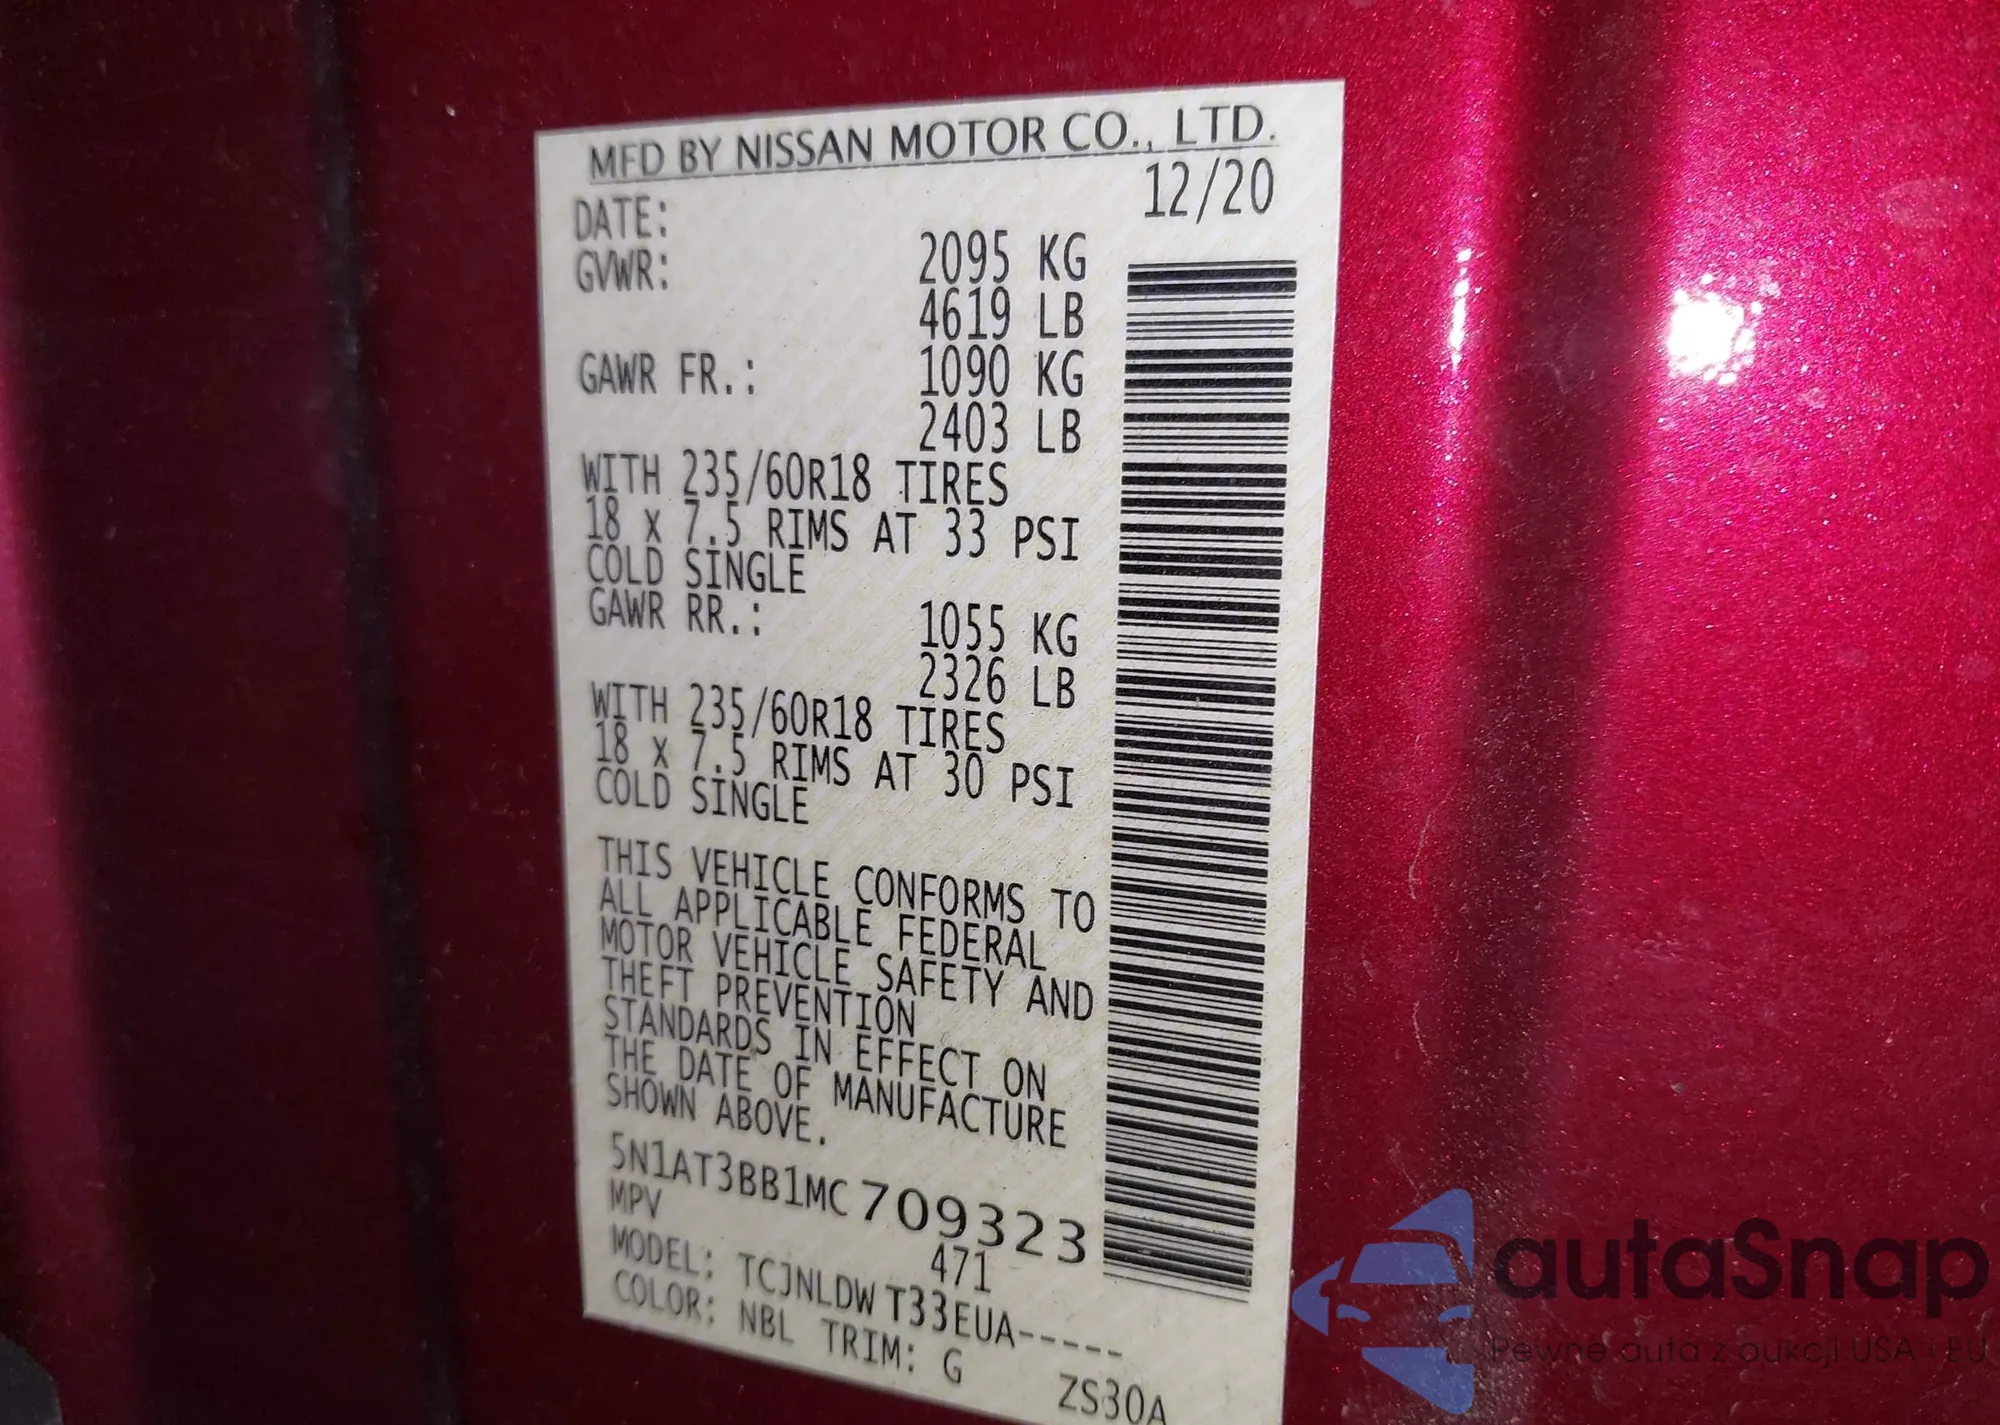 MFD BY NISSAN MOTOR CO., LTD.
DATE: 12/20
GVWR: 2095 KG
4619 LB
GAWR FR.: 1090 KG
2403 LB
WITH 235/60R18 TIRES
18 x 7.5 RIMS AT 33 PSI
COLD SINGLE
GAWR RR.: 1055 KG
2326 LB
WITH 235/60R18 TIRES
18 x 7.5 RIMS AT 30 PSI
COLD SINGLE
THIS VEHICLE CONFORMS TO
ALL APPLICABLE FEDERAL
MOTOR VEHICLE SAFETY AND
THEFT PREVENTION
STANDARDS IN EFFECT ON
THE DATE OF MANUFACTURE
SHOWN ABOVE.
5N1AT3BB1MC709323
MPV 471
MODEL: TCJNLDW T33EUA-----
COLOR: NBL TRIM: G ZS30A
autaSnap
Pewne auta z aukcji USA i EU